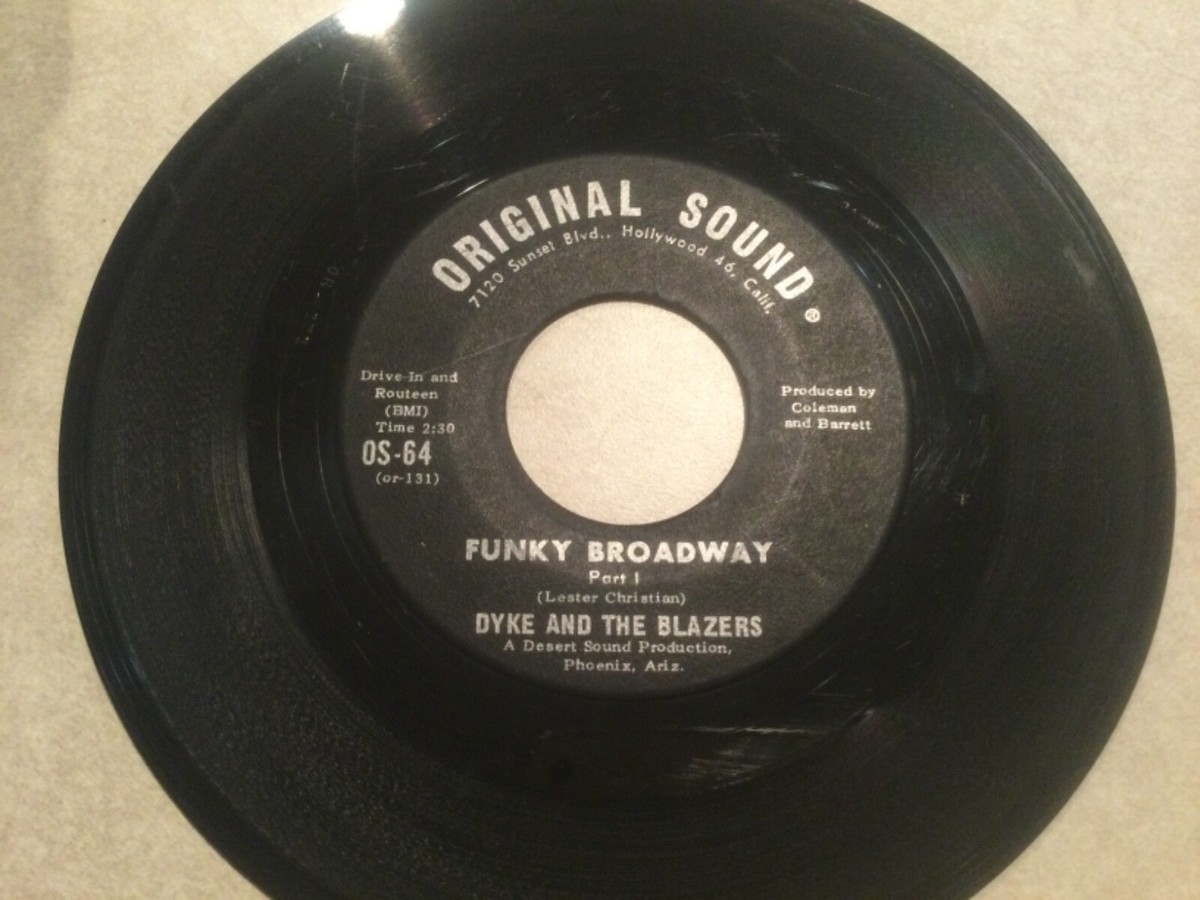 ORIGINAL SOUND ®
7120 Sunset Blvd., Hollywood 46, Calif.
Drive-In and
Routeen
(BMI)
Time 2:30
OS-64
(or-131)
Produced by
Coleman
and Barrett
FUNKY BROADWAY
Part I
(Lester Christian)
DYKE AND THE BLAZERS
A Desert Sound Production,
Phoenix, Ariz.